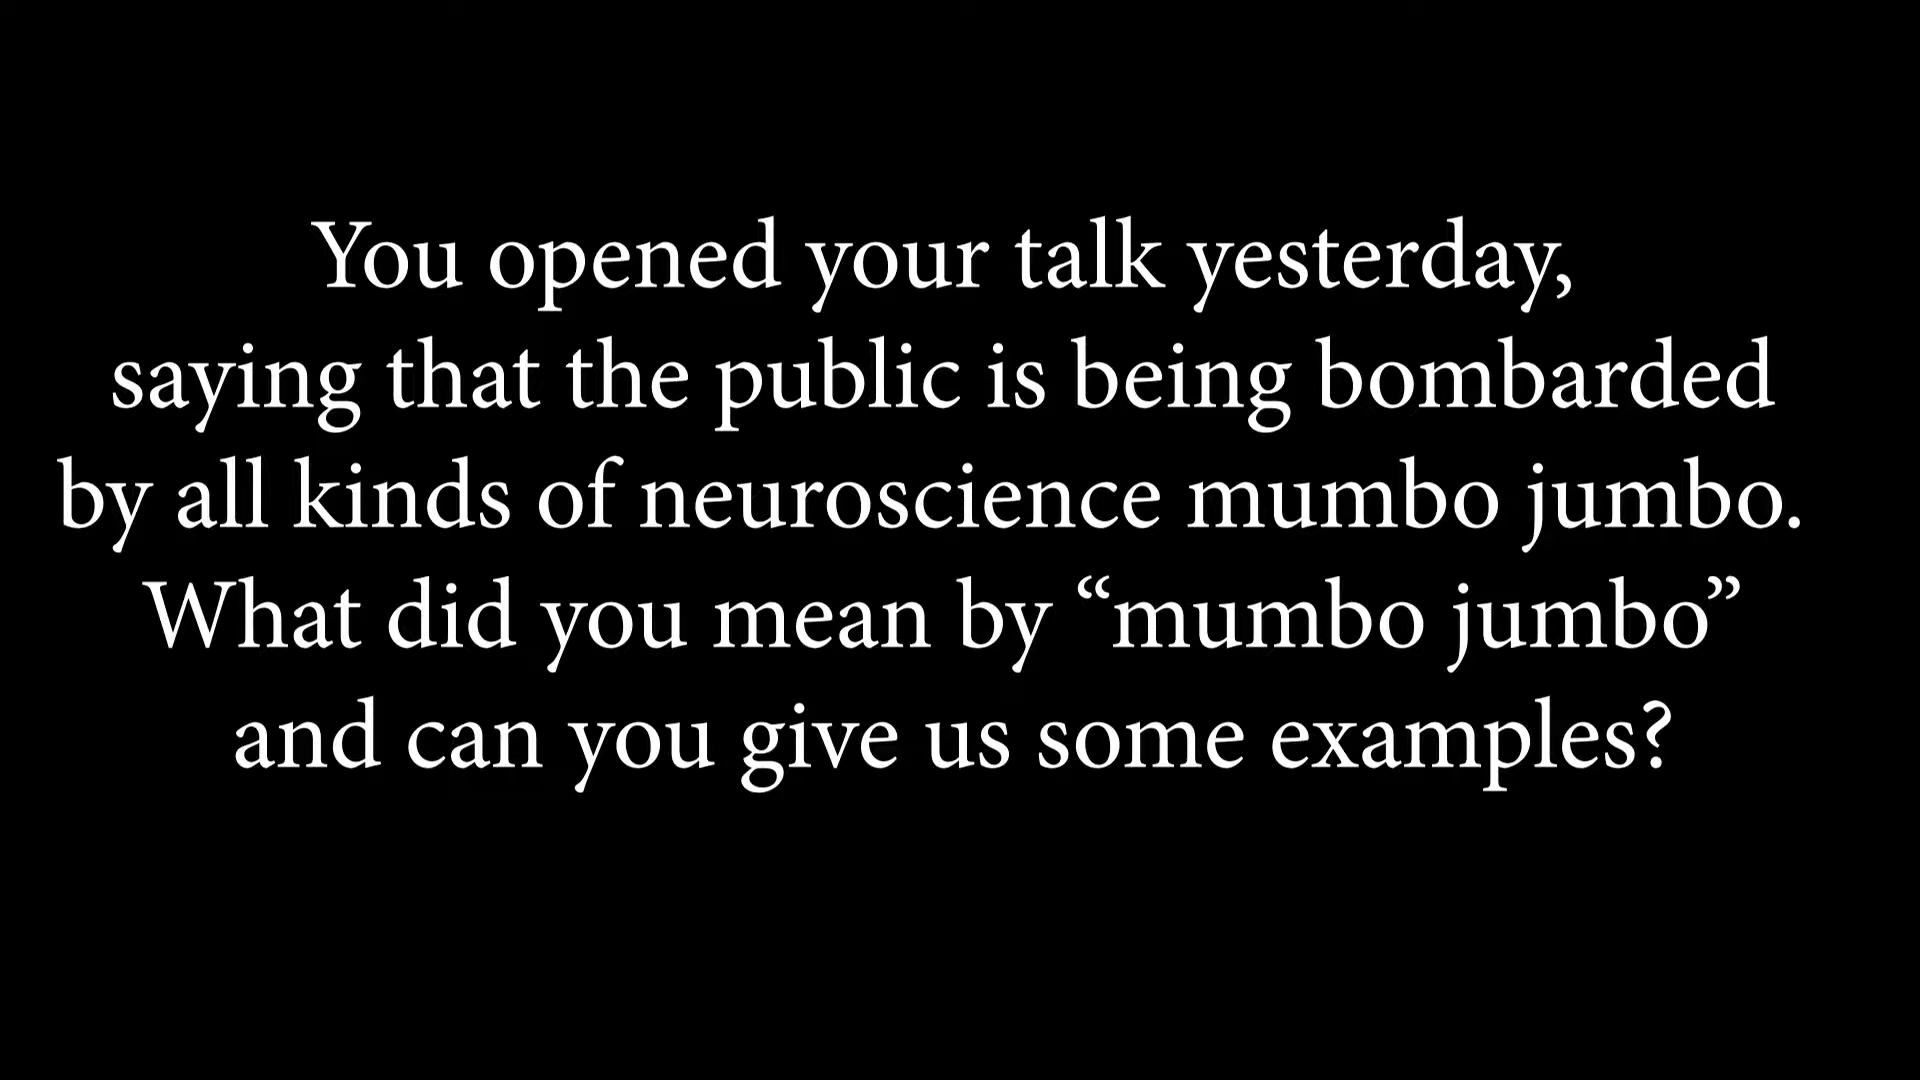 You opened your talk yesterday,
saying that the public is being bombarded
by all kinds of neuroscience mumbo jumbo.
What did you mean by “mumbo jumbo”
and can you give us some examples?